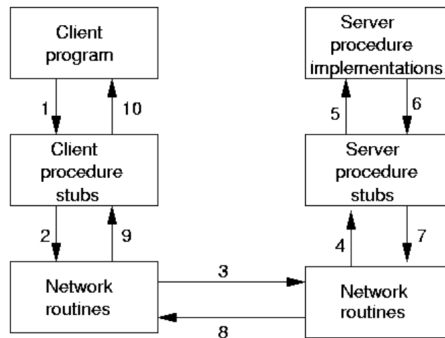 Client
program
Server
procedure
implementations
1
10
5
6
Client
procedure
stubs
Server
procedure
stubs
2
9
4
7
3
Network
routines
Network
routines
8